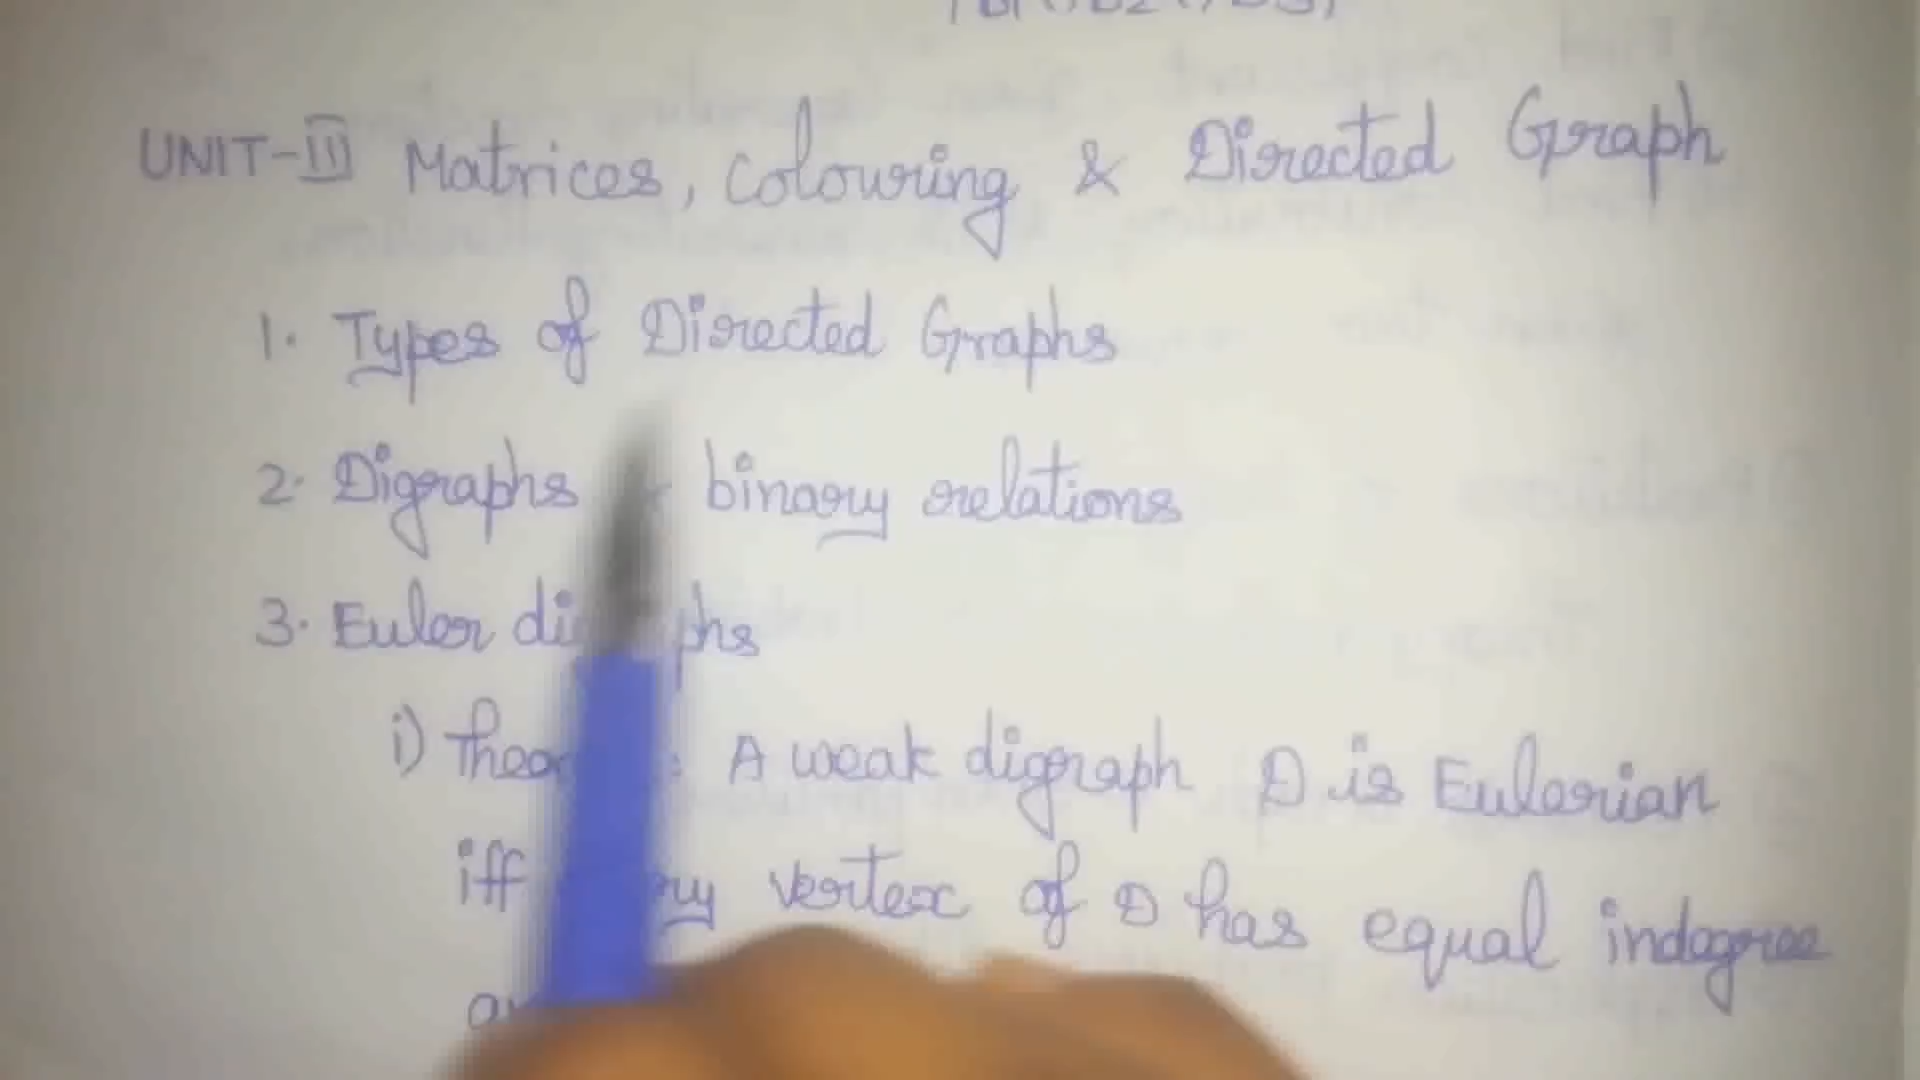 UNIT-III Matrices, Colouring & Directed Graph
1. Types of Directed Graphs
2. Digraphs binary relations
3. Euler
i) : A weak digraph D is Eulerian
iff vertex of D has equal indegree